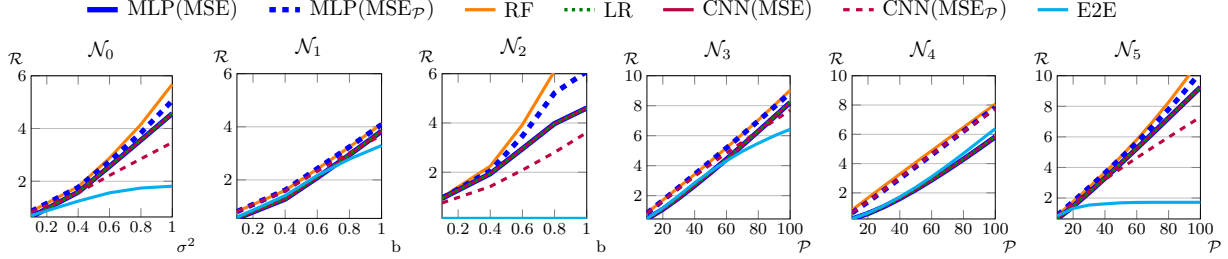 MLP(MSE) MLP(MSE_𝒫) RF LR CNN(MSE) CNN(MSE_𝒫) E2E
𝒩₀ 𝒩₁ 𝒩₂ 𝒩₃ 𝒩₄ 𝒩₅
ℛ ℛ ℛ ℛ ℛ ℛ
6 6 6 10 10 10
8 8 8
4 4 4 6 6 6
4 4 4
2 2 2 2 2 2
0.2 0.4 0.6 0.8 1 0.2 0.4 0.6 0.8 1 0.2 0.4 0.6 0.8 1 20 40 60 80 100 20 40 60 80 100 20 40 60 80 100
σ² b b 𝒫 𝒫 𝒫